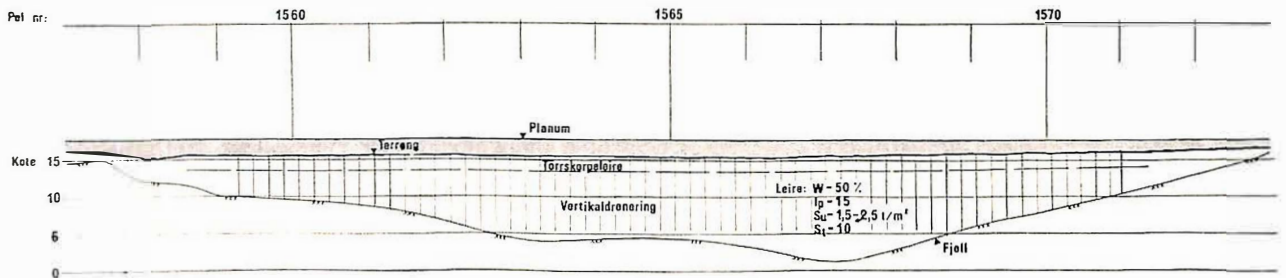 Pel nr: 1560 1565 1570
Planum
Terreng
Kote 15
Tørrskorpeleire
Leire: W - 50 %
10
Vertikaldrenering
Ip - 15
Su - 1,5-2,5 t/m²
5
St - 10
Fjell
0